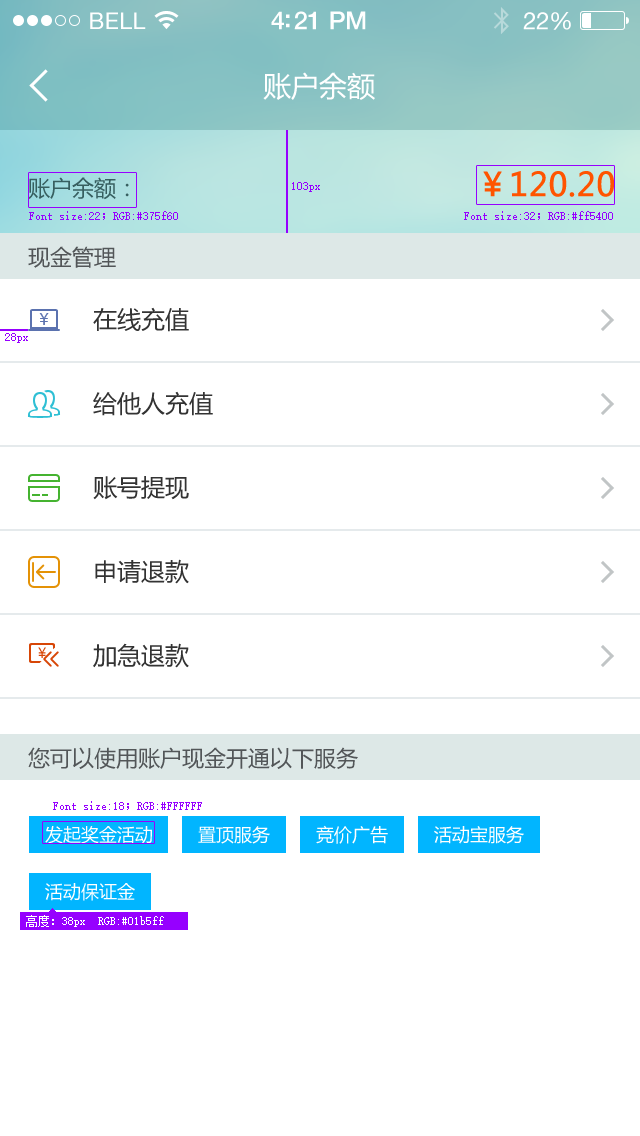 BELL 4:21 PM 22%
账户余额
103px
账户余额： ￥120.20
Font size:22; RGB:#375f60 Font size:32; RGB:#ff5400
现金管理
¥ 在线充值
28px
给他人充值
账号提现
申请退款
¥ 加急退款
您可以使用账户现金开通以下服务
Font size:18; RGB:#FFFFFF
发起奖金活动 置顶服务 竞价广告 活动宝服务
活动保证金
高度: 38px RGB:#01b5ff